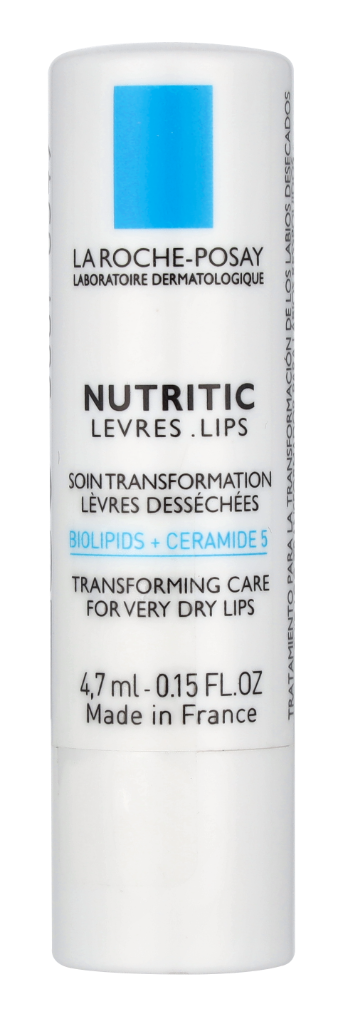 LA ROCHE-POSAY
LABORATOIRE DERMATOLOGIQUE
NUTRITIC
LEVRES .LIPS
SOIN TRANSFORMATION
LÈVRES DESSÉCHÉES
BIOLIPIDS + CERAMIDE 5
TRANSFORMING CARE
FOR VERY DRY LIPS
4,7 ml - 0.15 FL.OZ
Made in France
TRATAMIENTO PARA LA TRANSFORMACIÓN DE LOS LABIOS DESECADOS